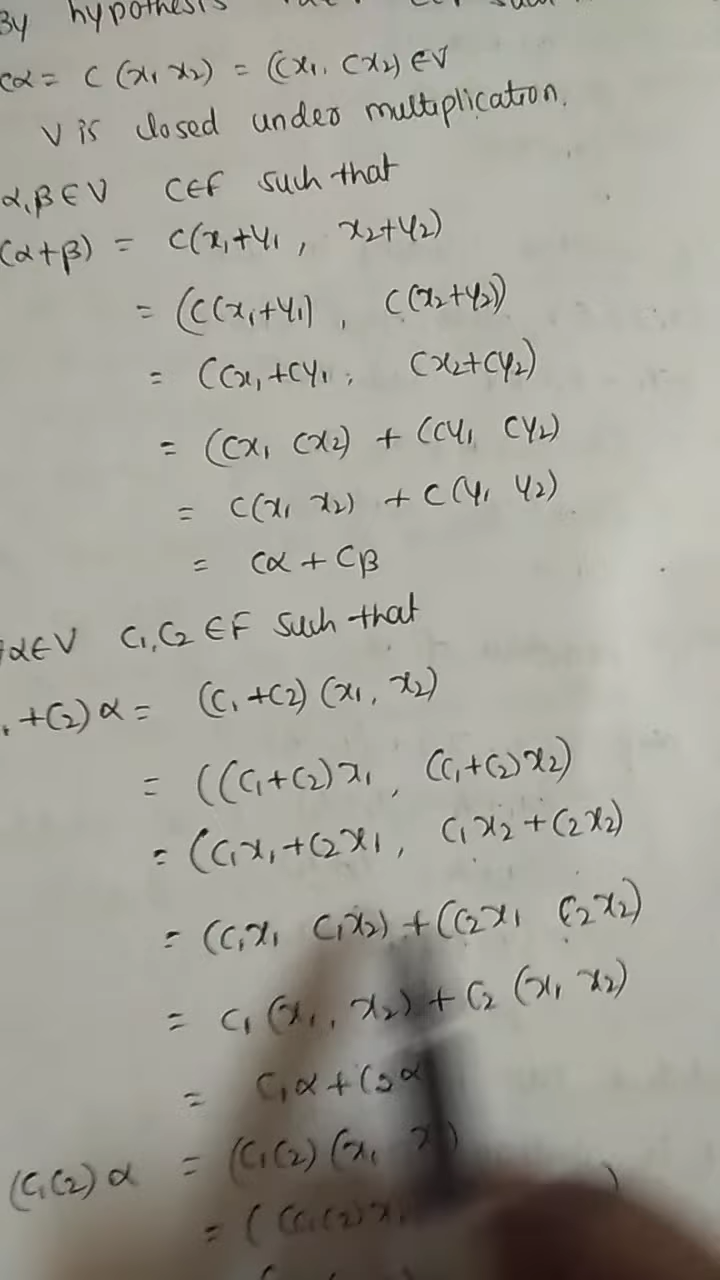 By hypothesis
cα = C (x₁ x₂) = (Cx₁, Cx₂) ∈V
V is closed under multiplication.
α,β∈V C∈F such that
(α+β) = C(x₁+y₁, x₂+y₂)
= (C(x₁+y₁), C(x₂+y₂))
= (Cx₁+Cy₁, Cx₂+Cy₂)
= (Cx₁ Cx₂) + (Cy₁ Cy₂)
= C(x₁ x₂) + C(y₁ y₂)
= Cα + Cβ
α∈V C₁,C₂ ∈F such that
+C₂)α = (C₁+C₂) (x₁, x₂)
= ((C₁+C₂)x₁, (C₁+C₂)x₂)
= (C₁x₁+C₂x₁, C₁x₂+C₂x₂)
= (C₁x₁ C₁x₂) + (C₂x₁ C₂x₂)
= C₁ (x₁, x₂) + C₂ (x₁ x₂)
= C₁α + C₂α
(C₁C₂)α = (C₁C₂) (x₁ x)
= ((C₁C₂)x₁